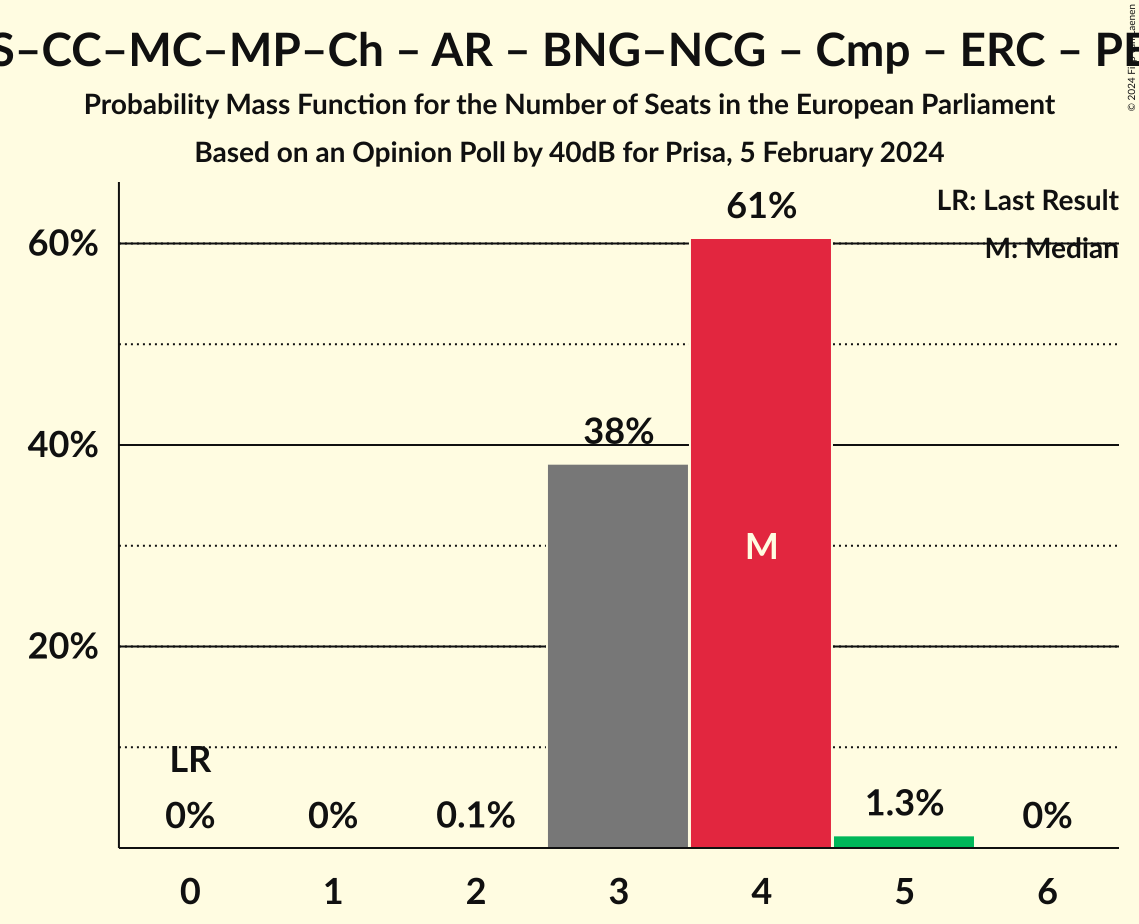 S–CC–MC–MP–Ch – AR – BNG–NCG – Cmp – ERC – PE
Probability Mass Function for the Number of Seats in the European Parliament
Based on an Opinion Poll by 40dB for Prisa, 5 February 2024
LR: Last Result
M: Median
60%
40%
20%
61%
38%
M
LR
0%
0%
0.1%
1.3%
0%
0 1 2 3 4 5 6
© 2024